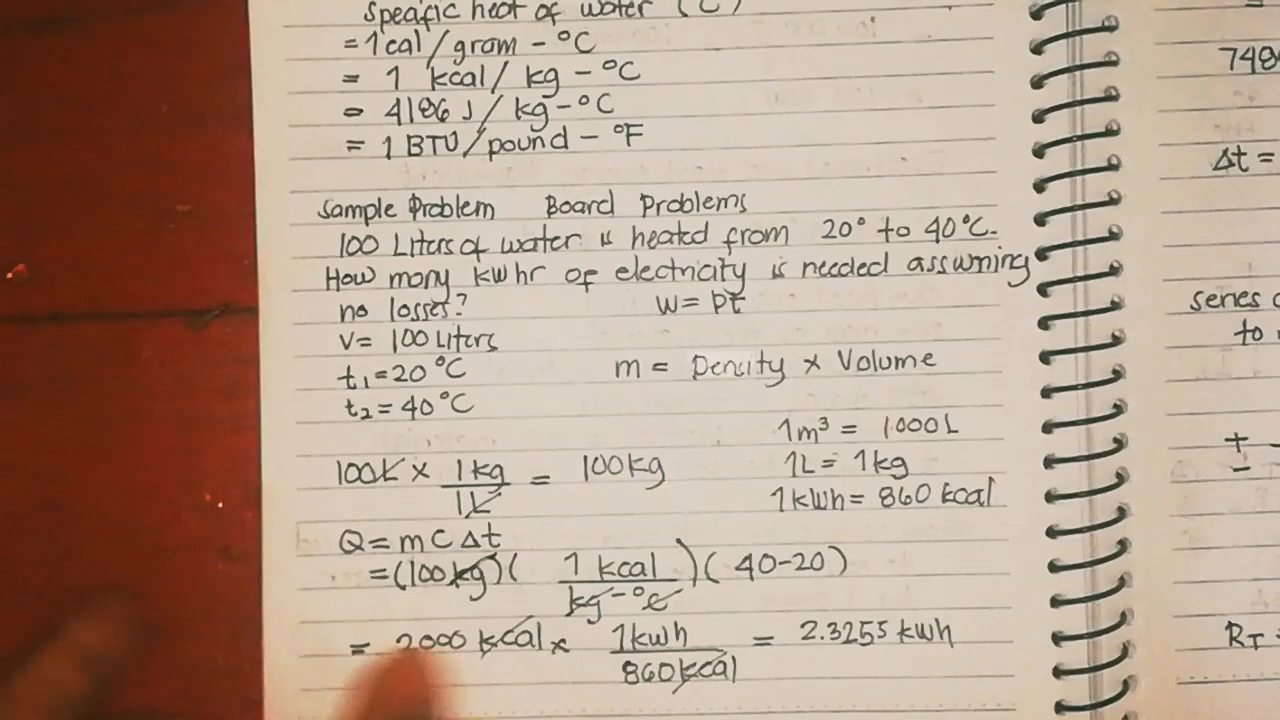 Specific heat of water (C)
= 1 cal / gram - °C
= 1 kcal / kg - °C
= 4186 J / kg - °C
= 1 BTU / pound - °F
Sample Problem Board Problems
100 Liters of water is heated from 20° to 40°C.
How many kwhr of electricity is needed assuming
no losses? W = Pt
V = 100 Liters
t1 = 20°C m = Density x Volume
t2 = 40°C
1m³ = 1000L
100L x 1kg/1L = 100kg 1L = 1kg
1kWh = 860 kcal
Q = mcΔt
= (100kg) (1 kcal/kg-°C) (40-20)
= 2000 kcal x 1kwh/860kcal = 2.3255 kwh
748
Δt =
series
to
+
-
RT =